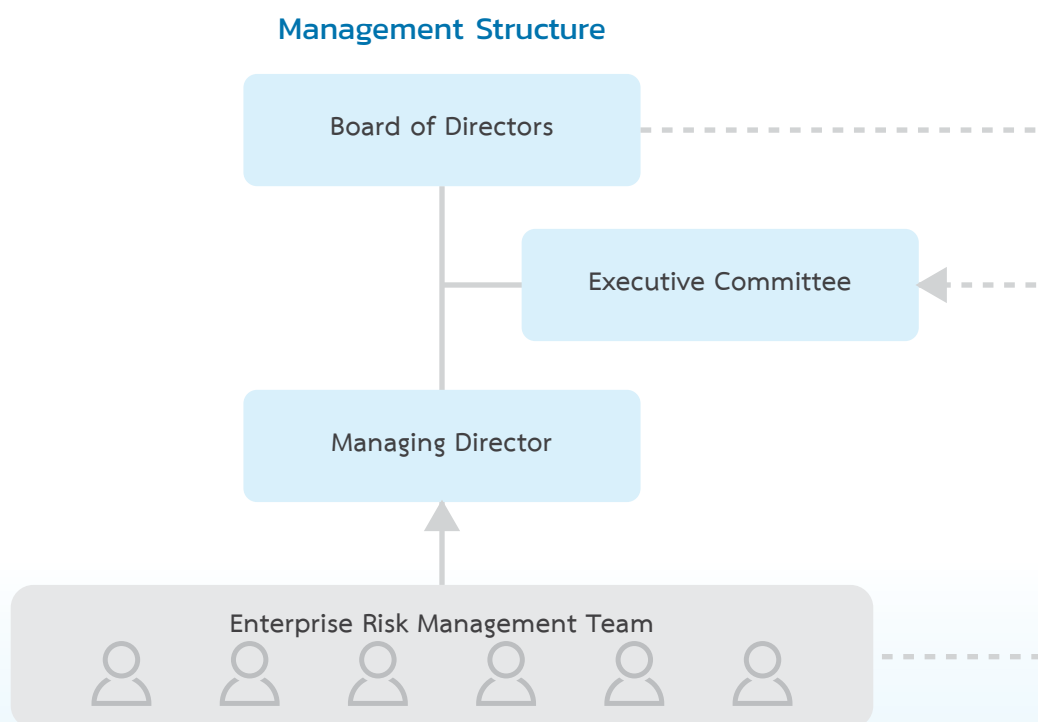 Management Structure
Board of Directors
Executive Committee
Managing Director
Enterprise Risk Management Team